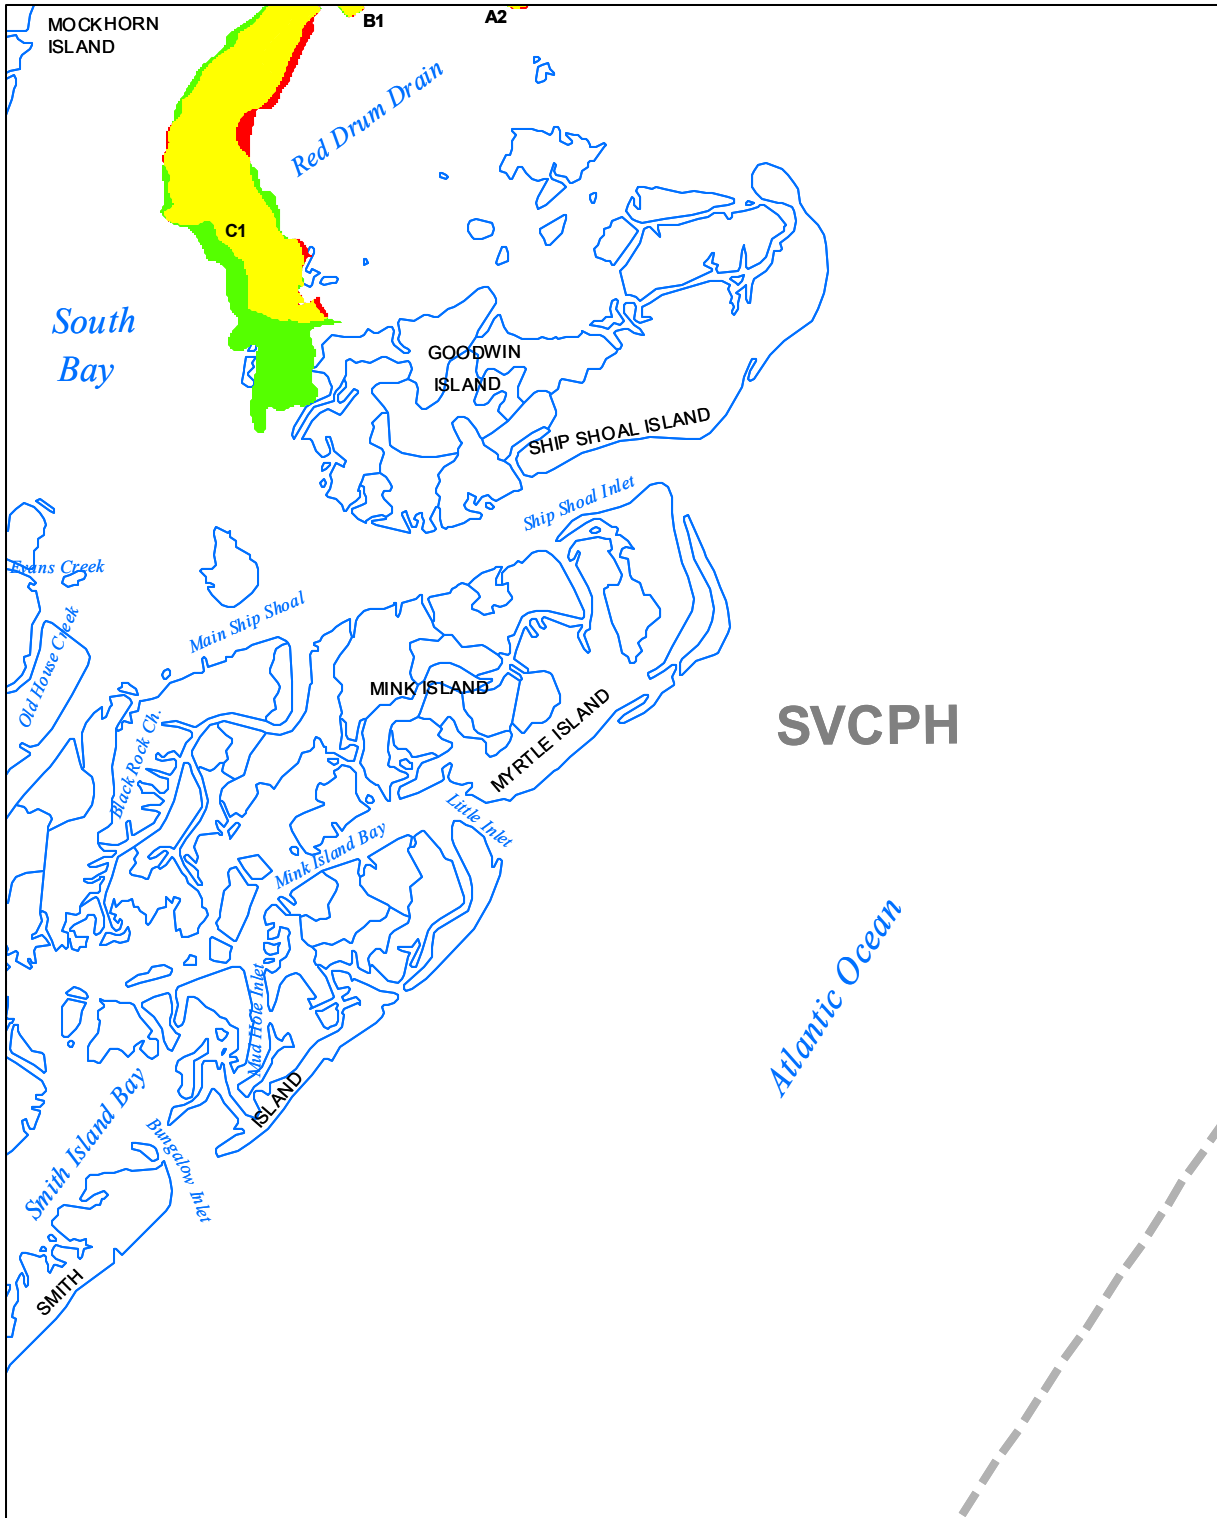 MOCKHORN
ISLAND
B1
A2
Red Drum Drain
C1
South
Bay
GOODWIN
ISLAND
SHIP SHOAL ISLAND
Ship Shoal Inlet
Evans Creek
Main Ship Shoal
Old House Creek
MINK ISLAND
MYRTLE ISLAND
SVCPH
Black Rock Ch.
Little Inlet
Mink Island Bay
Atlantic Ocean
Mud Hole Inlet
ISLAND
Smith Island Bay
Bungalow Inlet
SMITH